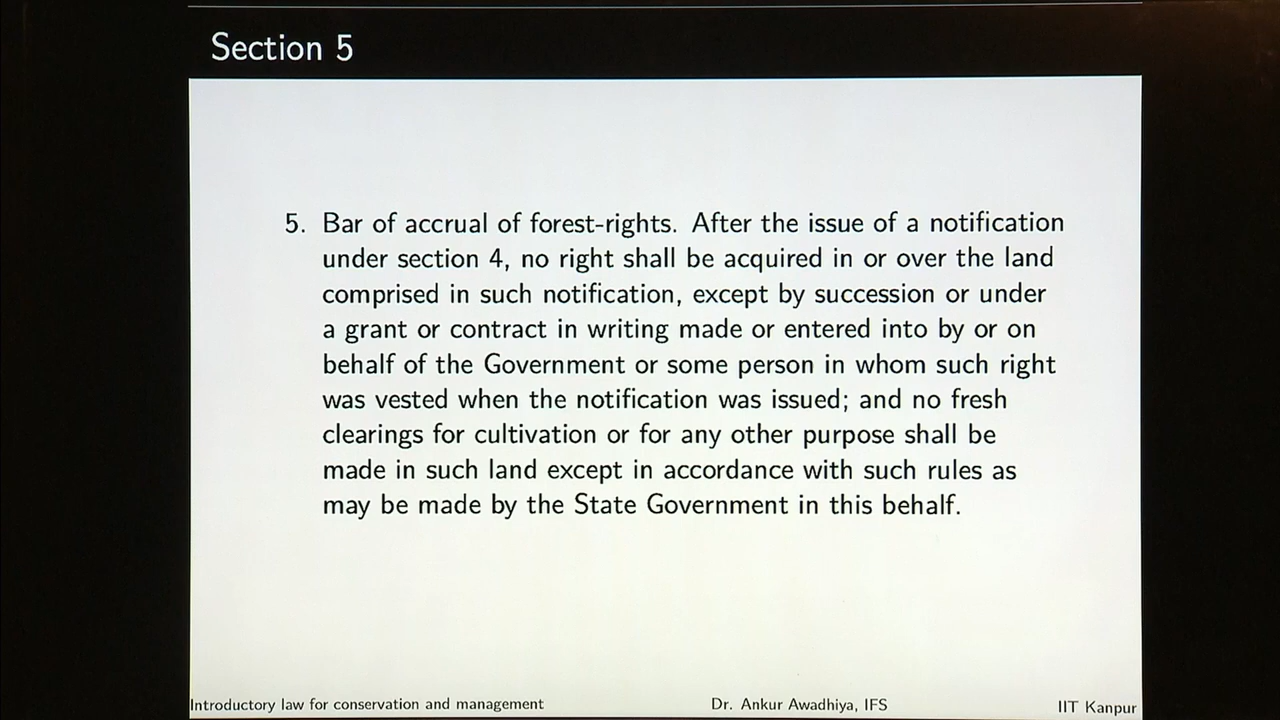 Section 5
5. Bar of accrual of forest-rights. After the issue of a notification
under section 4, no right shall be acquired in or over the land
comprised in such notification, except by succession or under
a grant or contract in writing made or entered into by or on
behalf of the Government or some person in whom such right
was vested when the notification was issued; and no fresh
clearings for cultivation or for any other purpose shall be
made in such land except in accordance with such rules as
may be made by the State Government in this behalf.
Introductory law for conservation and management Dr. Ankur Awadhiya, IFS IIT Kanpur